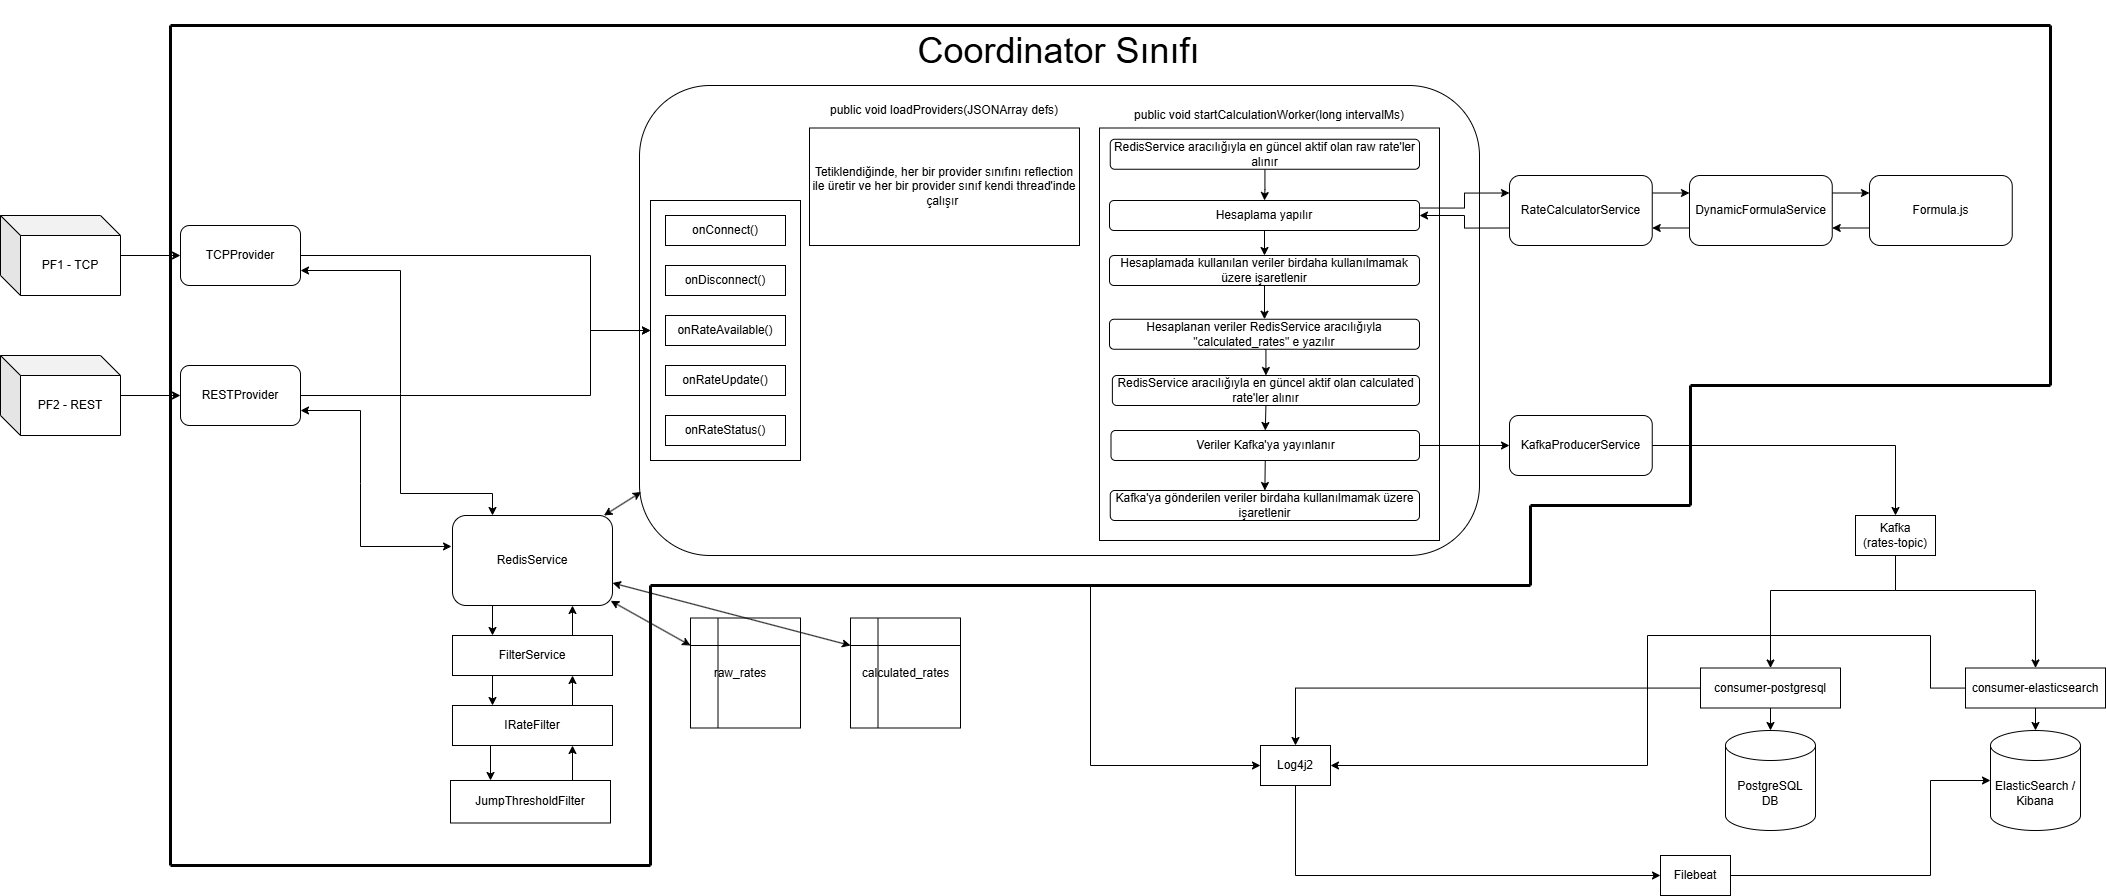 Coordinator Sınıfı
public void loadProviders(JSONArray defs)
Tetiklendiğinde, her bir provider sınıfını reflection
ile üretir ve her bir provider sınıf kendi thread'inde
çalışır
public void startCalculationWorker(long intervalMs)
RedisService aracılığıyla en güncel aktif olan raw rate'ler
alınır
Hesaplama yapılır
Hesaplamada kullanılan veriler birdaha kullanılmamak
üzere işaretlenir
Hesaplanan veriler RedisService aracılığıyla
"calculated_rates" e yazılır
RedisService aracılığıyla en güncel aktif olan calculated
rate'ler alınır
Veriler Kafka'ya yayınlanır
Kafka'ya gönderilen veriler birdaha kullanılmamak üzere
işaretlenir
RateCalculatorService
DynamicFormulaService
Formula.js
PF1 - TCP
TCPProvider
PF2 - REST
RESTProvider
onConnect()
onDisconnect()
onRateAvailable()
onRateUpdate()
onRateStatus()
KafkaProducerService
Kafka
(rates-topic)
RedisService
FilterService
IRateFilter
JumpThresholdFilter
raw_rates
calculated_rates
consumer-postgresql
consumer-elasticsearch
Log4j2
PostgreSQL
DB
ElasticSearch /
Kibana
Filebeat